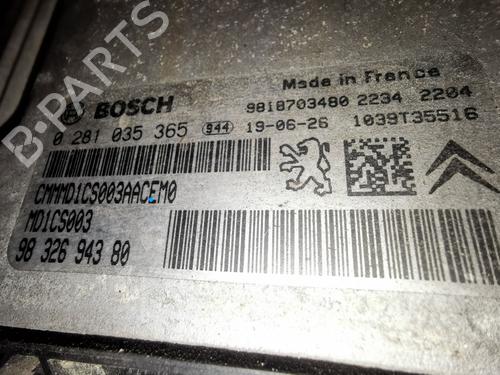 Made in France
BOSCH
9818703480 2234 2204
0 281 035 365 944 19-06-26 1039T35516
CMMMD1CS003AACEM0
MD1CS003
98 326 943 80
B-PARTS